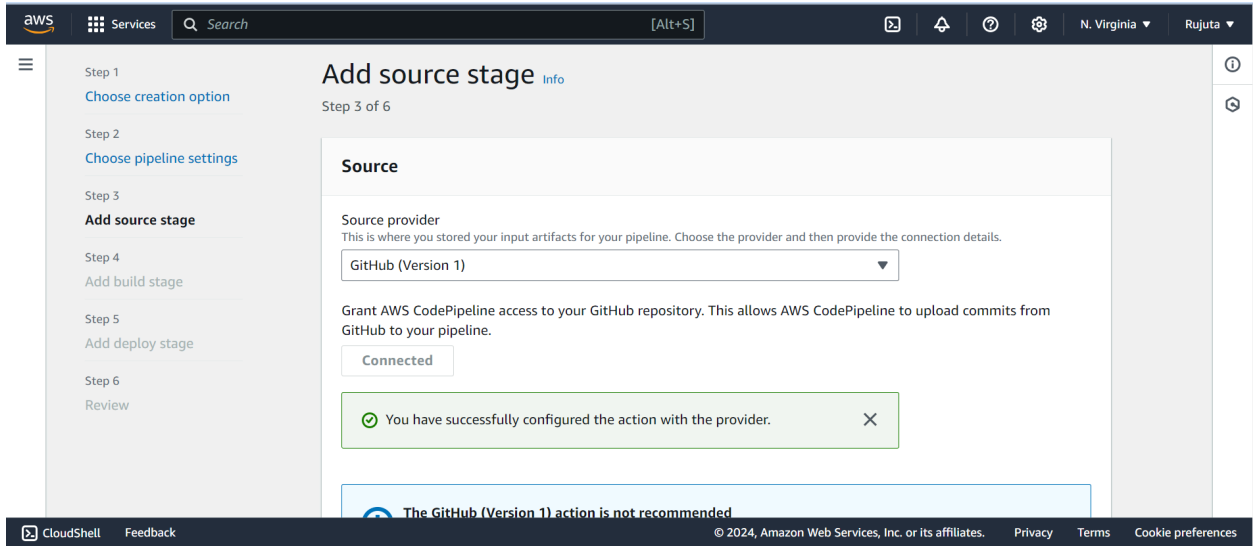 aws
Services
Search
[Alt+S]
N. Virginia
Rujuta
Step 1
Choose creation option
Step 2
Choose pipeline settings
Step 3
Add source stage
Step 4
Add build stage
Step 5
Add deploy stage
Step 6
Review
Add source stage Info
Step 3 of 6
Source
Source provider
This is where you stored your input artifacts for your pipeline. Choose the provider and then provide the connection details.
GitHub (Version 1)
Grant AWS CodePipeline access to your GitHub repository. This allows AWS CodePipeline to upload commits from
GitHub to your pipeline.
Connected
You have successfully configured the action with the provider.
The GitHub (Version 1) action is not recommended
CloudShell
Feedback
© 2024, Amazon Web Services, Inc. or its affiliates.
Privacy
Terms
Cookie preferences